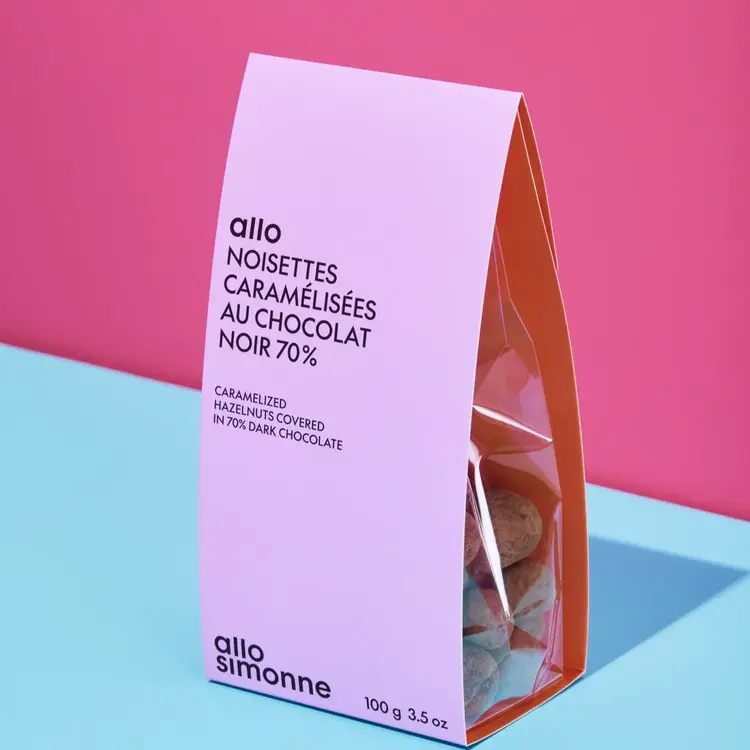 allo
NOISETTES
CARAMÉLISÉES
AU CHOCOLAT
NOIR 70%
CARAMELIZED
HAZELNUTS COVERED
IN 70% DARK CHOCOLATE
allo
simonne
100 g 3.5 oz